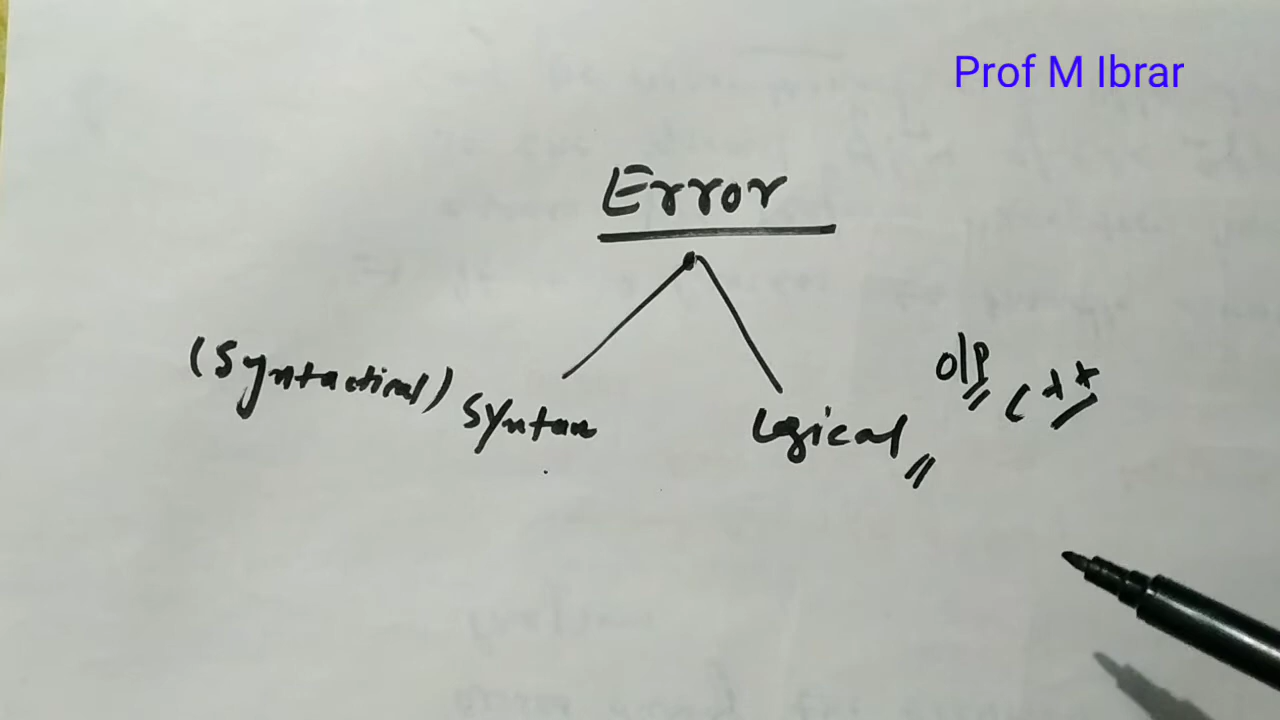 Prof M Ibrar
Error
(Syntactical) Syntax
Logical
O/P